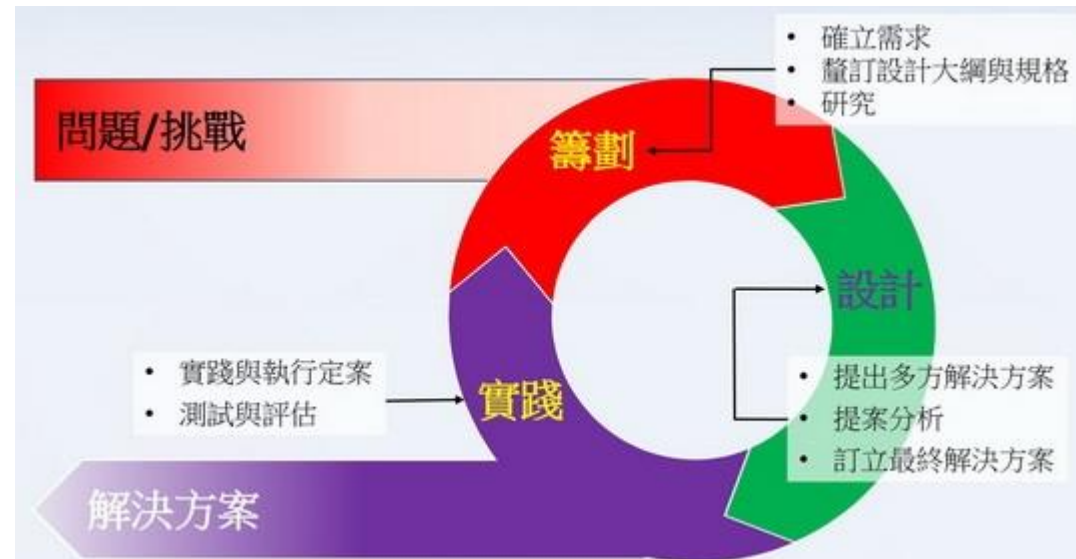 • 確立需求
• 釐訂設計大綱與規格
• 研究
問題/挑戰
籌劃
設計
• 提出多方解決方案
• 提案分析
• 訂立最終解決方案
• 實踐與執行定案
• 測試與評估
實踐
解決方案